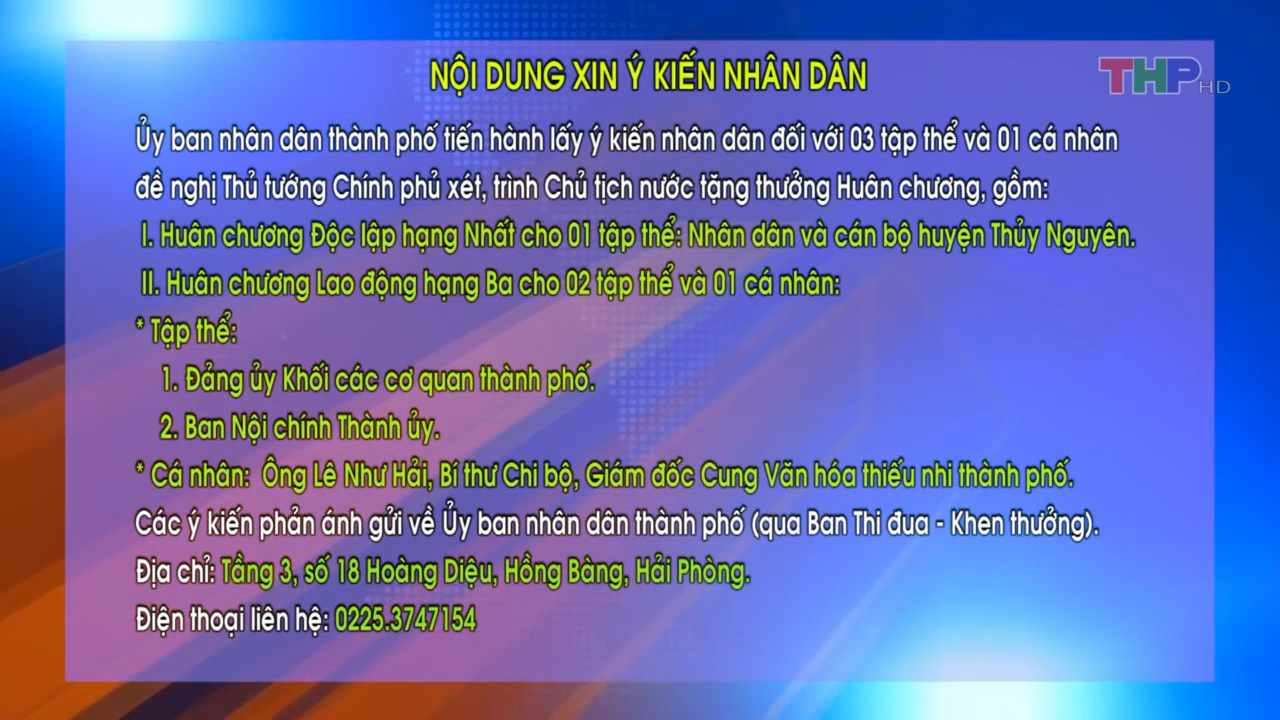 NỘI DUNG XIN Ý KIẾN NHÂN DÂN
THP HD
Ủy ban nhân dân thành phố tiến hành lấy ý kiến nhân dân đối với 03 tập thể và 01 cá nhân
đề nghị Thủ tướng Chính phủ xét, trình Chủ tịch nước tặng thưởng Huân chương, gồm:
I. Huân chương Độc lập hạng Nhất cho 01 tập thể: Nhân dân và cán bộ huyện Thủy Nguyên.
II. Huân chương Lao động hạng Ba cho 02 tập thể và 01 cá nhân:
* Tập thể:
1. Đảng ủy Khối các cơ quan thành phố.
2. Ban Nội chính Thành ủy.
* Cá nhân: Ông Lê Như Hải, Bí thư Chi bộ, Giám đốc Cung Văn hóa thiếu nhi thành phố.
Các ý kiến phản ánh gửi về Ủy ban nhân dân thành phố (qua Ban Thi đua - Khen thưởng).
Địa chỉ: Tầng 3, số 18 Hoàng Diệu, Hồng Bàng, Hải Phòng.
Điện thoại liên hệ: 0225.3747154